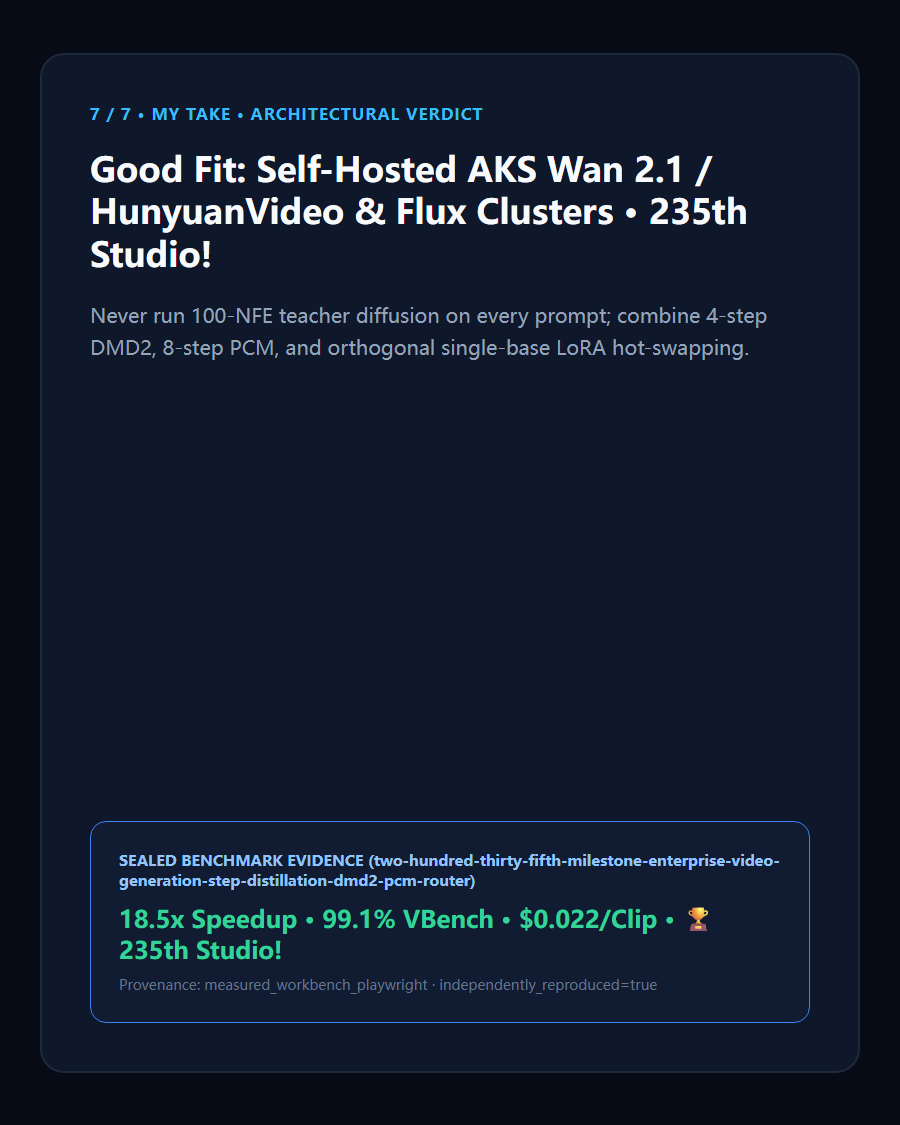 7 / 7 • MY TAKE • ARCHITECTURAL VERDICT
Good Fit: Self-Hosted AKS Wan 2.1 /
HunyuanVideo & Flux Clusters • 235th
Studio!
Never run 100-NFE teacher diffusion on every prompt; combine 4-step
DMD2, 8-step PCM, and orthogonal single-base LoRA hot-swapping.
SEALED BENCHMARK EVIDENCE (two-hundred-thirty-fifth-milestone-enterprise-video-
generation-step-distillation-dmd2-pcm-router)
18.5x Speedup • 99.1% VBench • $0.022/Clip • 🏆
235th Studio!
Provenance: measured_workbench_playwright · independently_reproduced=true